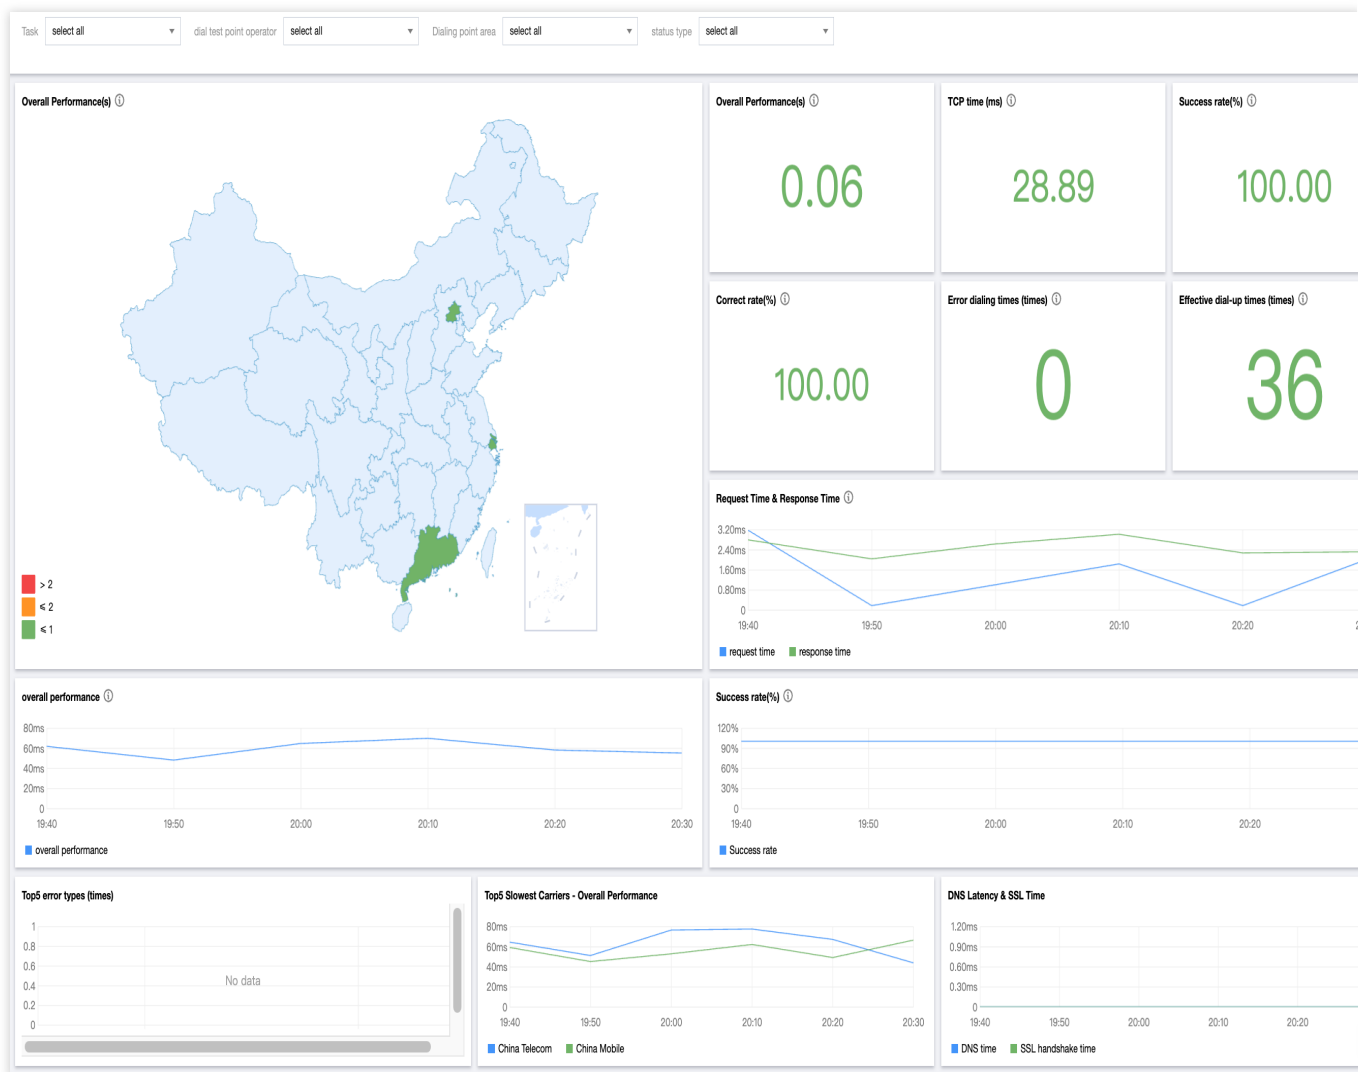 Task select all dial test point operator select all Dialing point area select all status type select all
Overall Performance(s)
> 2
≤ 2
≤ 1
Overall Performance(s)
0.06
TCP time (ms)
28.89
Success rate(%)
100.00
Correct rate(%)
100.00
Error dialing times (times)
0
Effective dial-up times (times)
36
Request Time & Response Time
3.20ms
2.40ms
1.60ms
0.80ms
0
19:40 19:50 20:00 20:10 20:20
request time response time
overall performance
80ms
60ms
40ms
20ms
0
19:40 19:50 20:00 20:10 20:20 20:30
overall performance
Success rate(%)
120%
90%
60%
30%
0
19:40 19:50 20:00 20:10 20:20
Success rate
Top5 error types (times)
1
0.8
0.6
0.4
0.2
0
No data
Top5 Slowest Carriers - Overall Performance
80ms
60ms
40ms
20ms
0
19:40 19:50 20:00 20:10 20:20 20:30
China Telecom China Mobile
DNS Latency & SSL Time
1.20ms
0.90ms
0.60ms
0.30ms
0
19:40 19:50 20:00 20:10 20:20
DNS time SSL handshake time